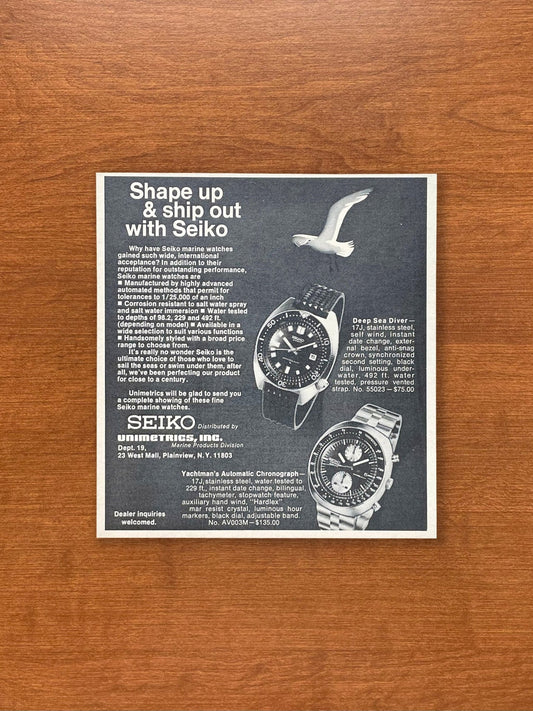 Shape up
& ship out
with Seiko
Why have Seiko marine watches
gained such wide, international
acceptance? In addition to their
reputation for outstanding performance,
Seiko marine watches are
■ Manufactured by highly advanced
automated methods that permit for
tolerances to 1/25,000 of an inch
■ Corrosion resistant to salt water spray
and salt water immersion ■ Water tested
to depths of 98.2, 229 and 492 ft.
(depending on model) ■ Available in a
wide selection to suit various functions
■ Handsomely styled with a broad price
range to choose from.
It's really no wonder Seiko is the
ultimate choice of those who love to
sail the seas or swim under them, after
all, we've been perfecting our product
for close to a century.
Unimetrics will be glad to send you
a complete showing of these fine
Seiko marine watches.
SEIKO Distributed by
UNIMETRICS, INC.
Marine Products Division
Dept. 19,
23 West Mall, Plainview, N.Y. 11803
Deep Sea Diver—
17J, stainless steel,
self wind, instant
date change, exter-
nal bezel, anti-snag
crown, synchronized
second setting, black
dial, luminous under-
water, 492 ft. water
tested, pressure vented
strap. No. 55023—$75.00
Yachtman's Automatic Chronograph—
17J, stainless steel, water tested to
229 ft., instant date change, bilingual,
tachymeter, stopwatch feature,
auxiliary hand wind, "Hardlex"
mar resist crystal, luminous hour
markers, black dial, adjustable band.
No. AV003M—$135.00
Dealer inquiries
welcomed.
SEIKO